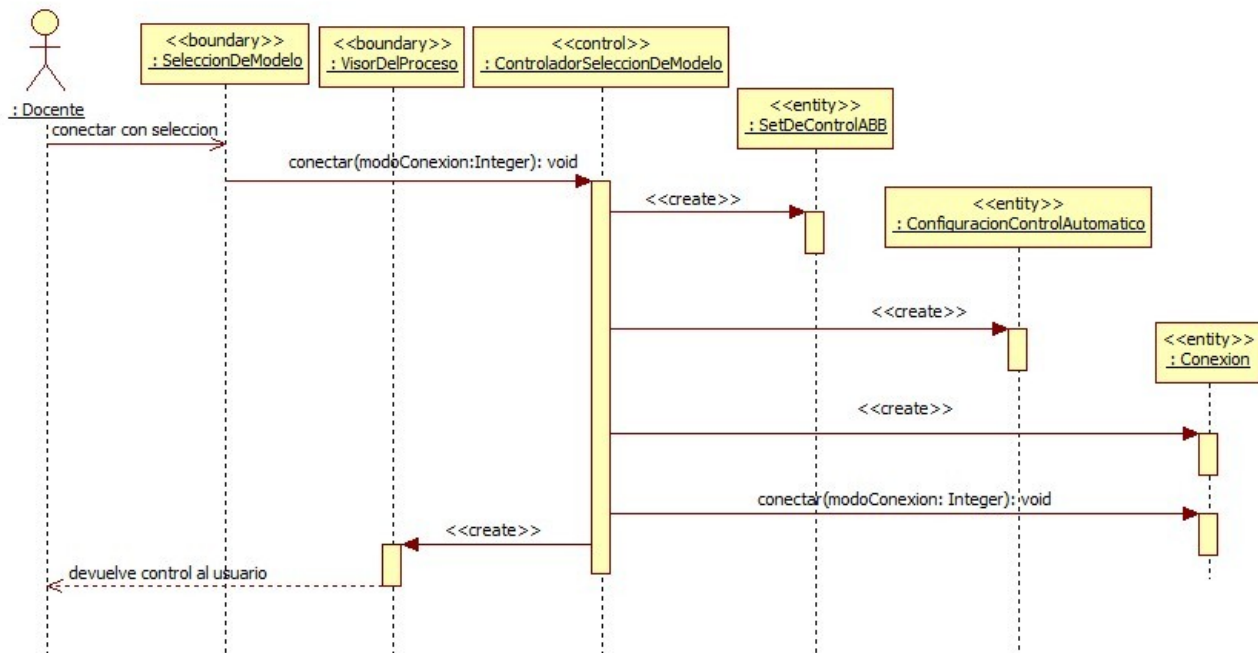 <<boundary>>
: SeleccionDeModelo
<<boundary>>
: VisorDelProceso
<<control>>
: ControladorSeleccionDeModelo
: Docente
<<entity>>
: SetDeControlABB
conectar con seleccion
conectar(modoConexion:Integer): void
<<create>>
<<entity>>
: ConfiguracionControlAutomatico
<<create>>
<<entity>>
: Conexion
<<create>>
conectar(modoConexion: Integer): void
<<create>>
devuelve control al usuario